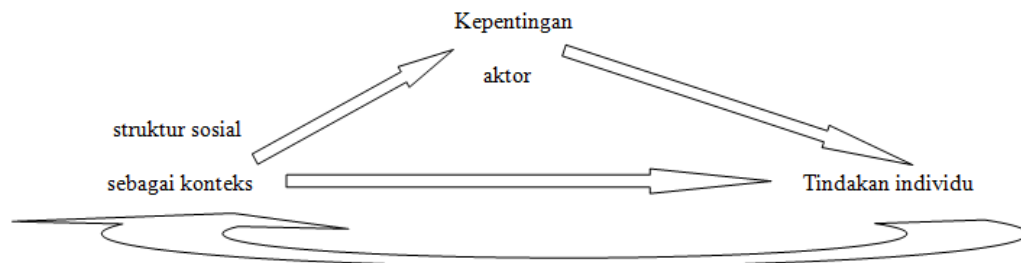 Kepentingan
aktor
struktur sosial
sebagai konteks
Tindakan individu